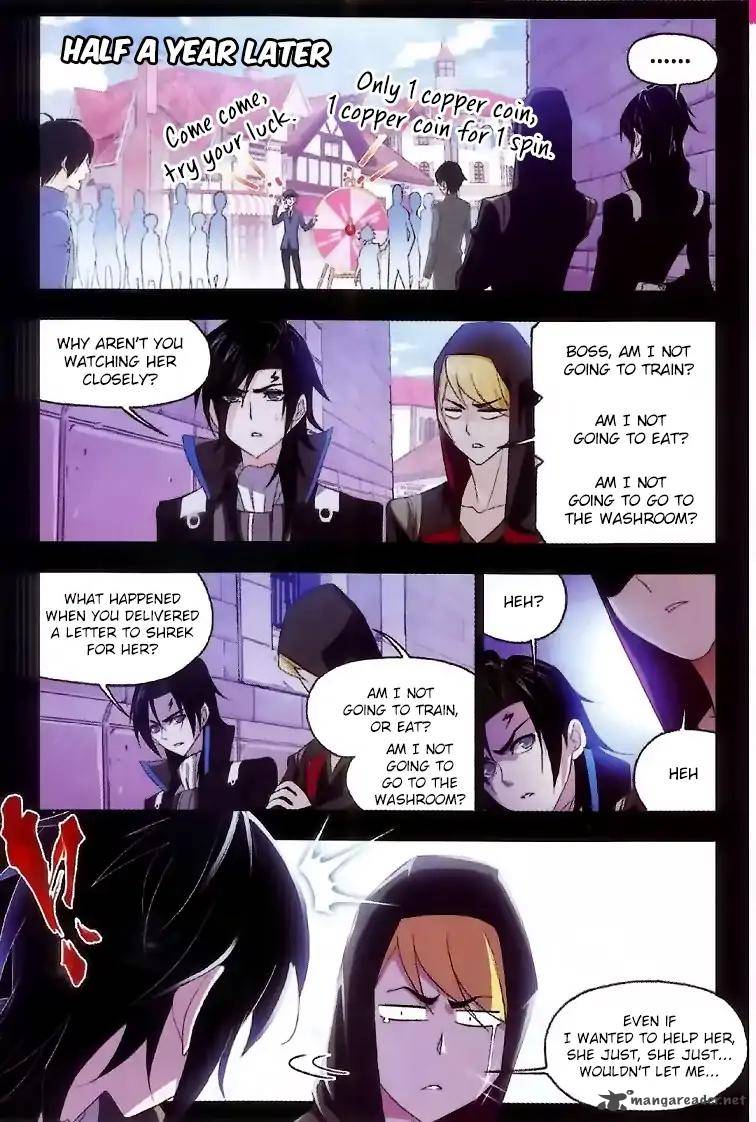 HALF A YEAR LATER
Come come,
try your luck.
Only 1 copper coin,
1 copper coin for 1 spin.
......
WHY AREN'T YOU
WATCHING HER
CLOSELY?
BOSS, AM I NOT
GOING TO TRAIN?
AM I NOT
GOING TO EAT?
AM I NOT
GOING TO GO TO
THE WASHROOM?
WHAT HAPPENED
WHEN YOU DELIVERED
A LETTER TO SHREK
FOR HER?
AM I NOT
GOING TO TRAIN,
OR EAT?
AM I NOT
GOING TO
GO TO THE
WASHROOM?
HEH?
HEH
EVEN IF
I WANTED TO HELP HER,
SHE JUST, SHE JUST...
WOULDN'T LET ME...
mangareader.net